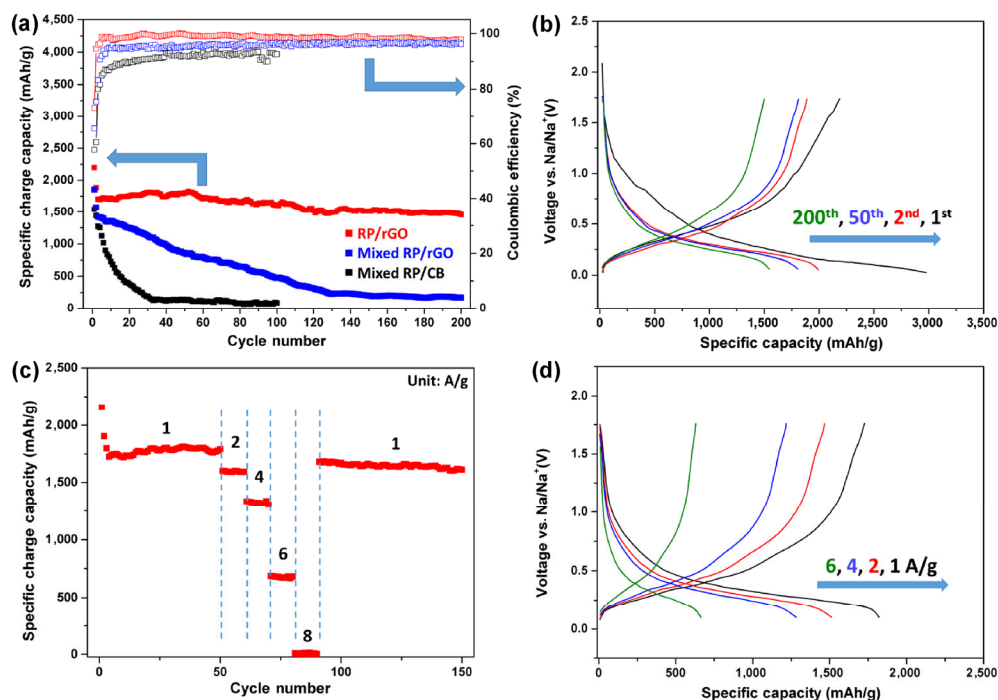 (a)
4,500
4,000
3,500
3,000
2,500
2,000
1,500
1,000
500
0
Sppecific charge capacity (mAh/g)
100
80
60
40
20
0
Coulombic efficiency (%)
RP/rGO
Mixed RP/rGO
Mixed RP/CB
0 20 40 60 80 100 120 140 160 180 200
Cycle number
(b)
2.5
2.0
1.5
1.0
0.5
0.0
Voltage vs. Na/Na⁺(V)
200th, 50th, 2nd, 1st
0 500 1,000 1,500 2,000 2,500 3,000 3,500
Specific capacity (mAh/g)
(c)
2,500
2,000
1,500
1,000
500
0
Specific charge capacity (mAh/g)
Unit: A/g
1
2
4
6
8
1
0 50 100 150
Cycle number
(d)
2.5
2.0
1.5
1.0
0.5
0.0
Voltage vs. Na/Na⁺(V)
6, 4, 2, 1 A/g
0 500 1,000 1,500 2,000 2,500
Specific capacity (mAh/g)